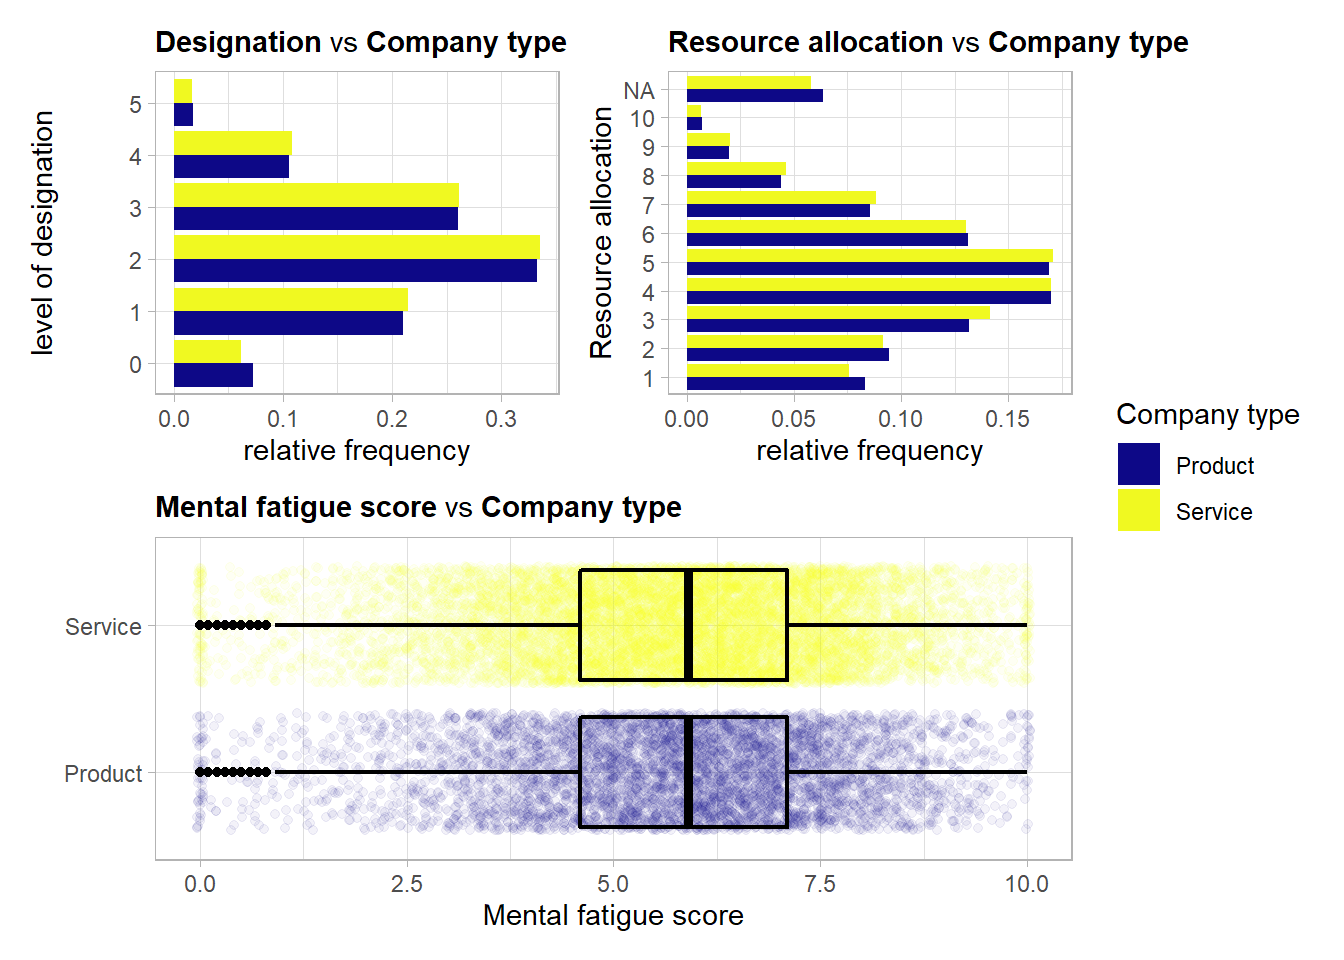 Designation vs Company type
5
4
3
2
1
0
level of designation
0.0 0.1 0.2 0.3
relative frequency
Resource allocation vs Company type
NA
10
9
8
7
6
5
4
3
2
1
Resource allocation
0.00 0.05 0.10 0.15
relative frequency
Company type
Product
Service
Mental fatigue score vs Company type
Service
Product
0.0 2.5 5.0 7.5 10.0
Mental fatigue score